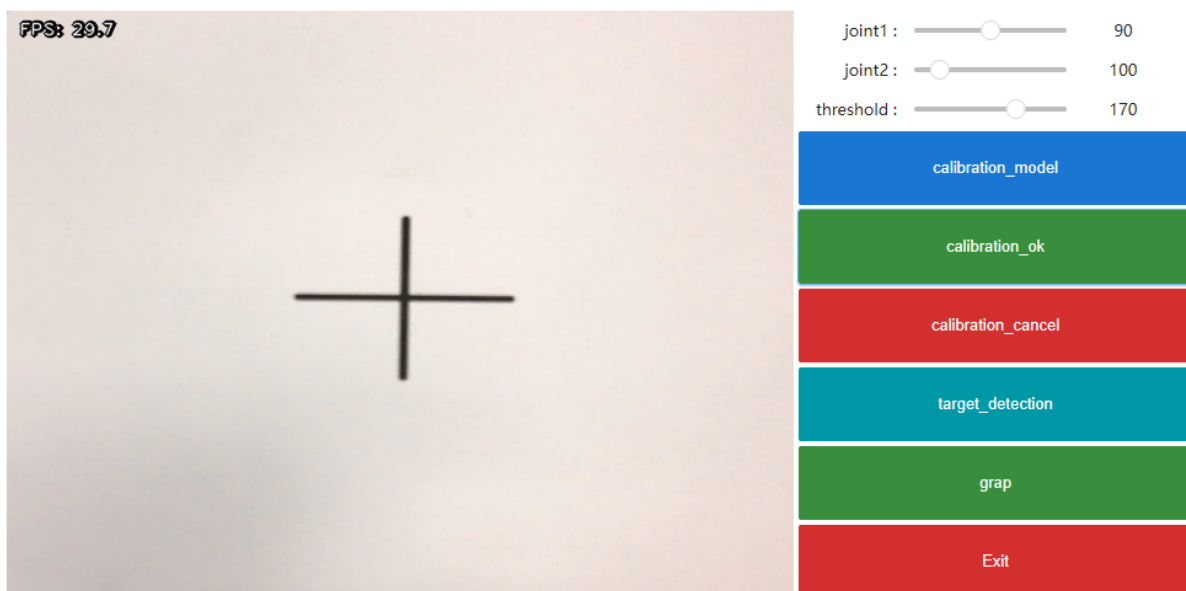 FPS: 29.7
joint1 : 90
joint2 : 100
threshold : 170
calibration_model
calibration_ok
calibration_cancel
target_detection
grap
Exit